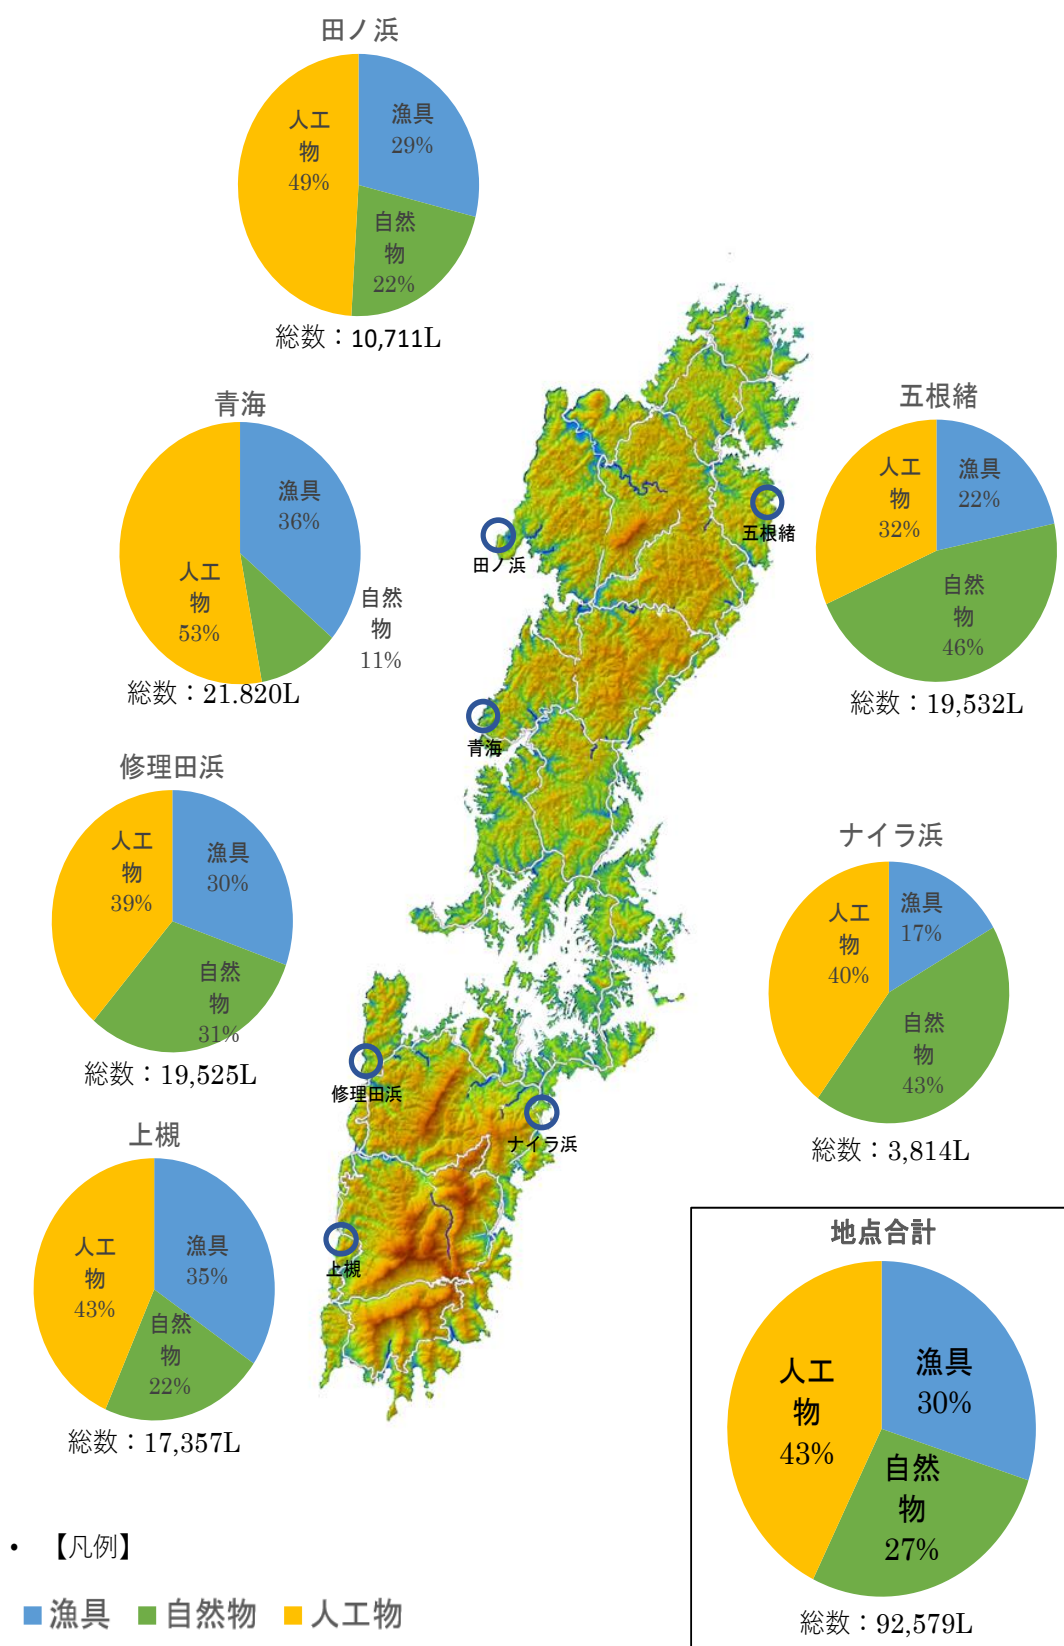 田ノ浜
人工
物
49%
漁具
29%
自然
物
22%
総数：10,711L
青海
漁具
36%
人工
物
53%
自然
物
11%
総数：21.820L
五根緒
人工
物
32%
漁具
22%
自然
物
46%
総数：19,532L
修理田浜
人工
物
39%
漁具
30%
自然
物
31%
総数：19,525L
ナイラ浜
人工
物
40%
漁具
17%
自然
物
43%
総数：3,814L
上槻
人工
物
43%
漁具
35%
自然
物
22%
総数：17,357L
五根緒
田ノ浜
青海
修理田浜
ナイラ浜
上槻
地点合計
人工
物
43%
漁具
30%
自然
物
27%
総数：92,579L
• 【凡例】
漁具 自然物 人工物